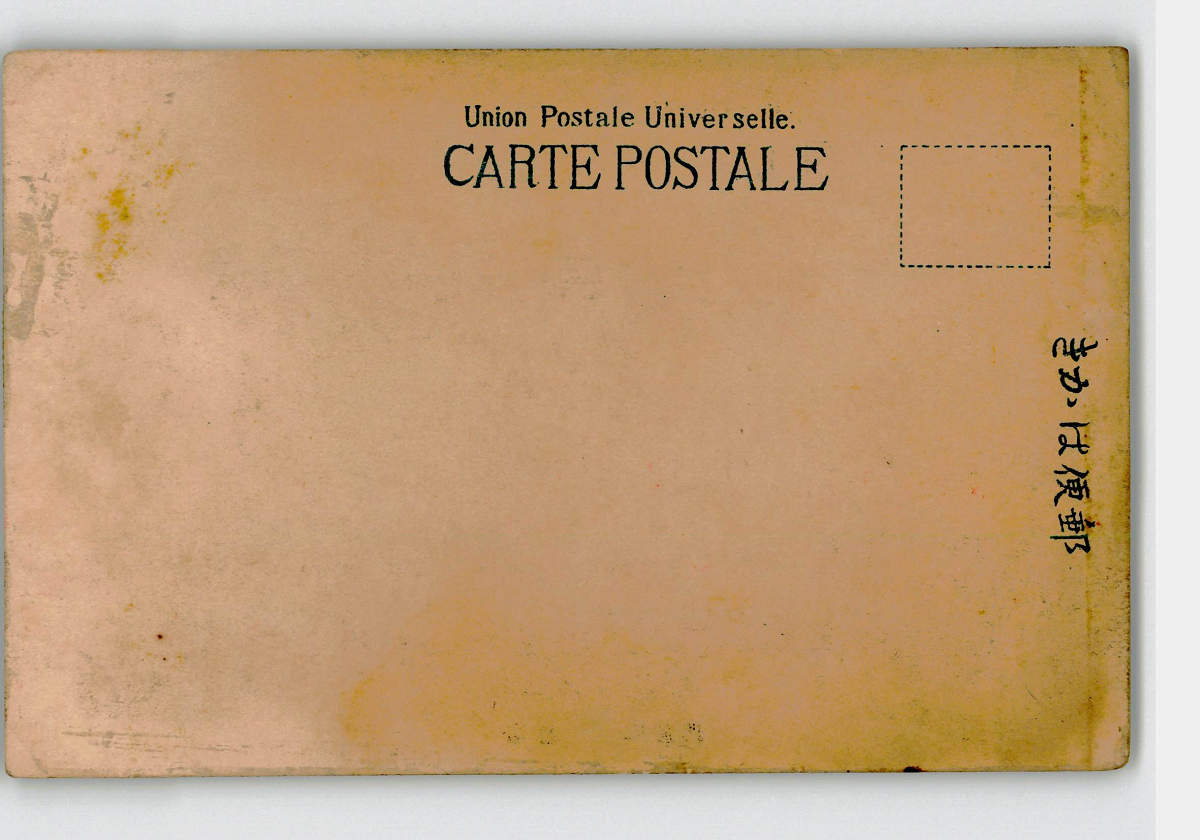 Union Postale Universelle.
CARTE POSTALE
郵便はかき